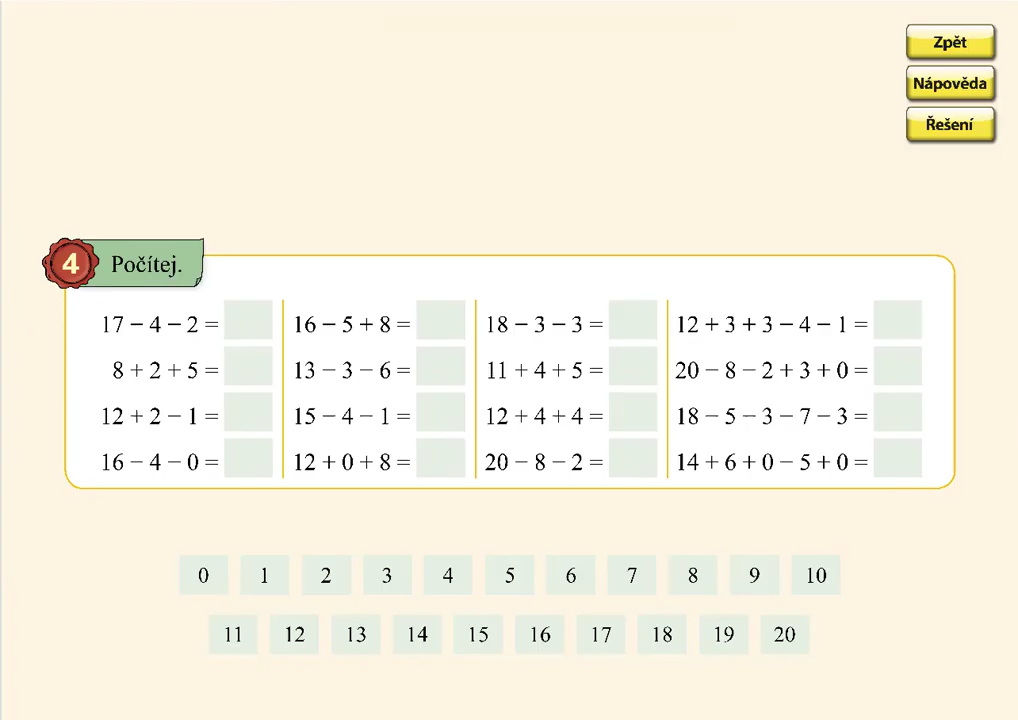 Zpět
Nápověda
Řešení
4 Počítej.
17 − 4 − 2 = 16 − 5 + 8 = 18 − 3 − 3 = 12 + 3 + 3 − 4 − 1 =
8 + 2 + 5 = 13 − 3 − 6 = 11 + 4 + 5 = 20 − 8 − 2 + 3 + 0 =
12 + 2 − 1 = 15 − 4 − 1 = 12 + 4 + 4 = 18 − 5 − 3 − 7 − 3 =
16 − 4 − 0 = 12 + 0 + 8 = 20 − 8 − 2 = 14 + 6 + 0 − 5 + 0 =
0 1 2 3 4 5 6 7 8 9 10
11 12 13 14 15 16 17 18 19 20